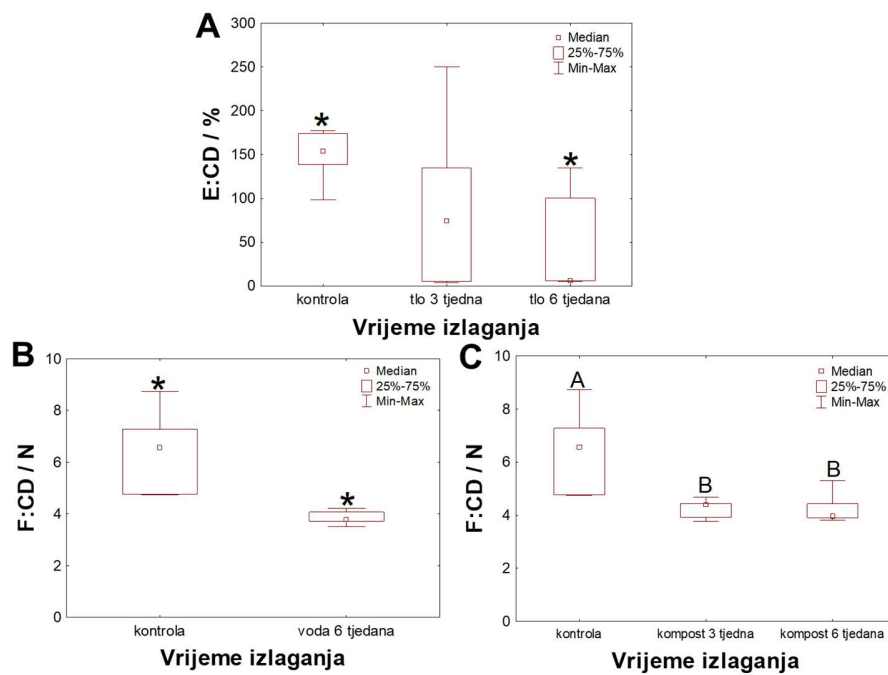 A
300
250
200
150
100
50
0
E:CD / %
Median
25%-75%
Min-Max
*
*
kontrola
tlo 3 tjedna
tlo 6 tjedana
Vrijeme izlaganja
B
10
8
6
4
2
0
F:CD / N
Median
25%-75%
Min-Max
*
*
kontrola
voda 6 tjedana
Vrijeme izlaganja
C
10
8
6
4
2
0
F:CD / N
Median
25%-75%
Min-Max
A
B
B
kontrola
kompost 3 tjedna
kompost 6 tjedana
Vrijeme izlaganja